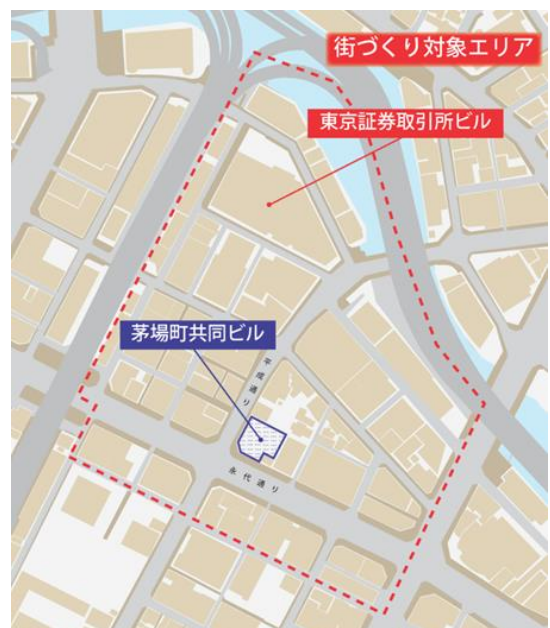 街づくり対象エリア
東京証券取引所ビル
茅場町共同ビル
平成通り
永代通り